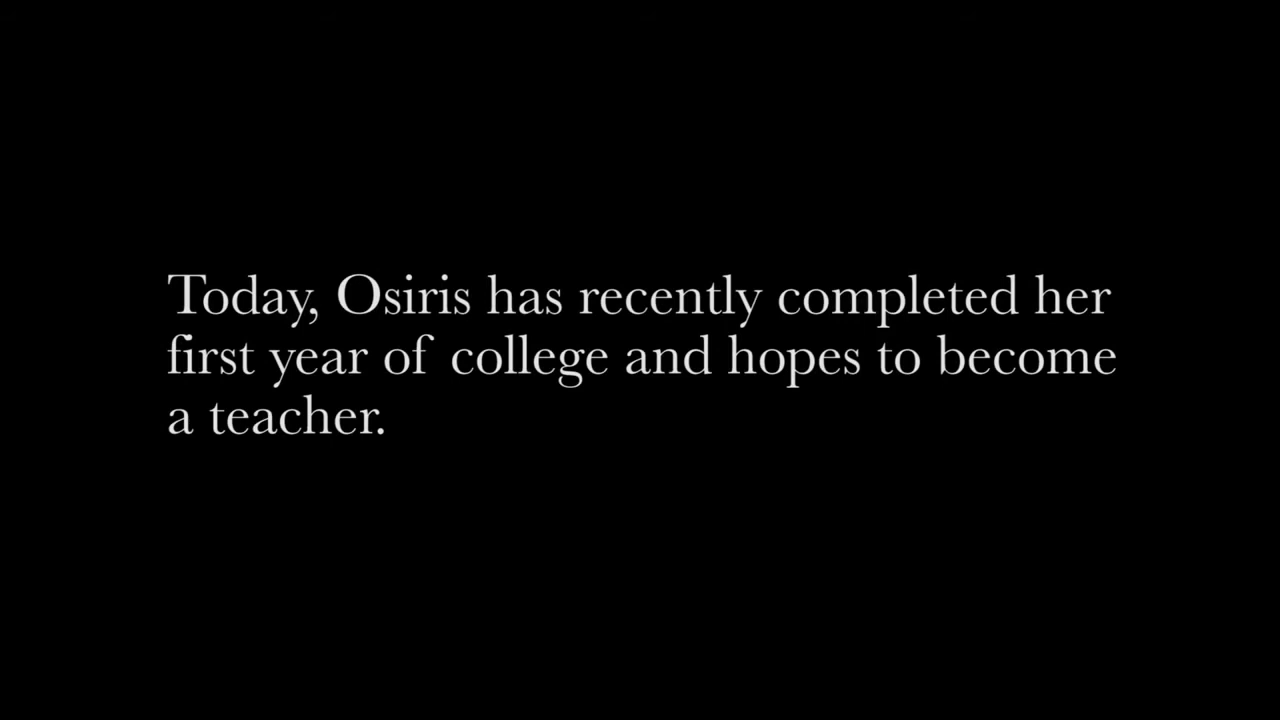 Today, Osiris has recently completed her
first year of college and hopes to become
a teacher.